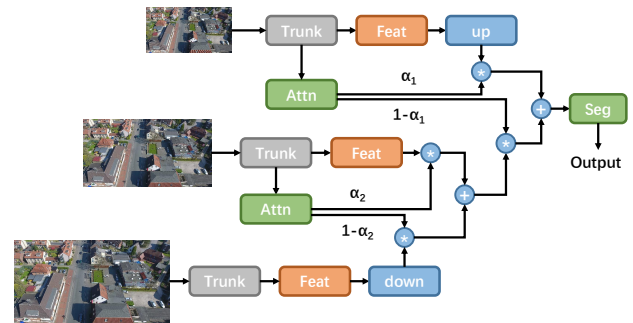 Trunk
Feat
up
*
α1
Attn
+
Seg
1-α1
*
Output
Trunk
Feat
*
α2
+
Attn
1-α2
*
Trunk
Feat
down